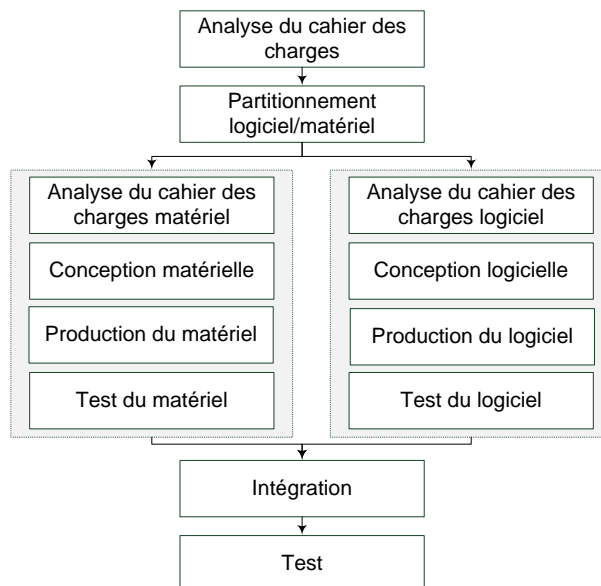 Analyse du cahier des
charges
Partitionnement
logiciel/matériel
Analyse du cahier des
charges matériel
Conception matérielle
Production du matériel
Test du matériel
Analyse du cahier des
charges logiciel
Conception logicielle
Production du logiciel
Test du logiciel
Intégration
Test